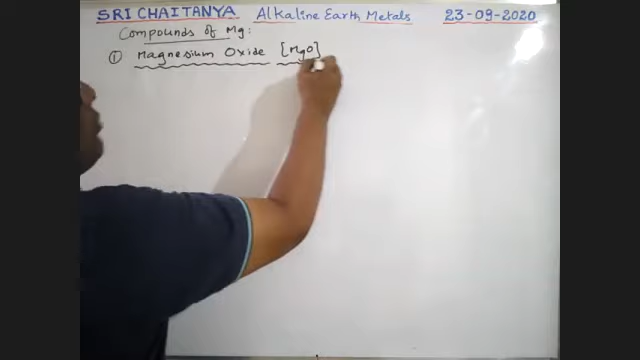 SRI CHAITANYA Alkaline Earth Metals 23-09-2020
Compounds of Mg:
① Magnesium Oxide [MgO]